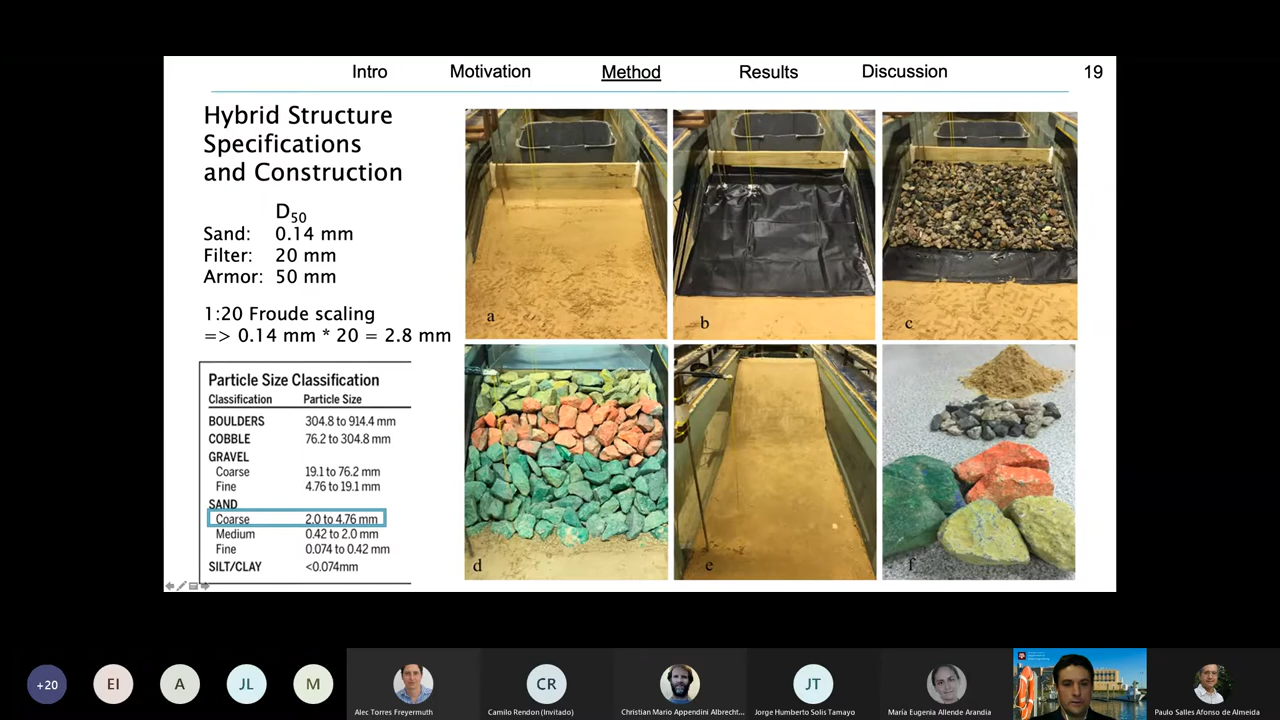 Intro Motivation Method Results Discussion 19
Hybrid Structure
Specifications
and Construction
D50
Sand: 0.14 mm
Filter: 20 mm
Armor: 50 mm
1:20 Froude scaling
=> 0.14 mm * 20 = 2.8 mm
Particle Size Classification
Classification Particle Size
BOULDERS 304.8 to 914.4 mm
COBBLE 76.2 to 304.8 mm
GRAVEL
Coarse 19.1 to 76.2 mm
Fine 4.76 to 19.1 mm
SAND
Coarse 2.0 to 4.76 mm
Medium 0.42 to 2.0 mm
Fine 0.074 to 0.42 mm
SILT/CLAY <0.074mm
a
b
c
d
e
f
+20 EI A JL M CR JT
Alec Torres Freyermuth
Camilo Rendon (Invitado)
Christian Mario Appendini Albrecht...
Jorge Humberto Solis Tamayo
María Eugenia Allende Arandia
Paulo Salles Afonso de Almeida